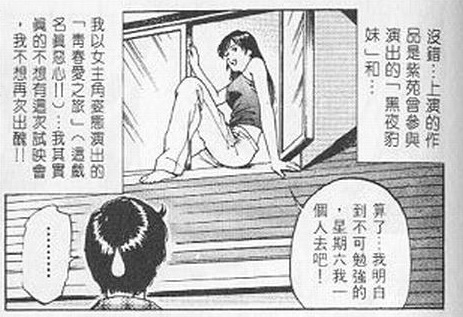 沒錯…上演的作
品是紫苑曾參與
演出的「黑夜豹
妹」和…
我以女主角姿態演出的
「青春愛之旅」（這戲
名眞惡心!!）…我其實
眞的不想有這次試映會
，我不想再次出醜!!
算了…我明白
到不可勉強的
，星期六我一
個人去吧！
………